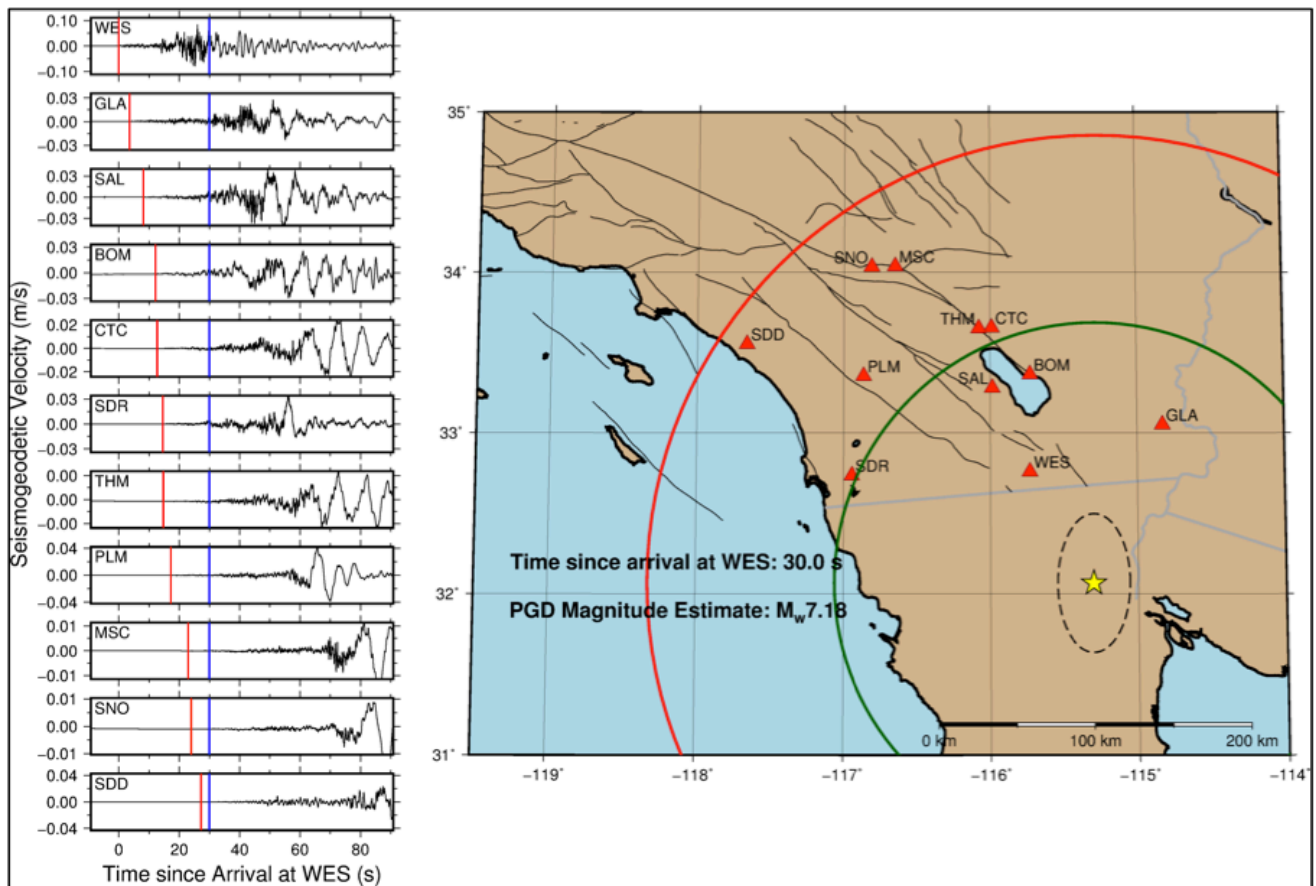 WES
0.10
0.00
−0.10
GLA
0.03
0.00
−0.03
SAL
0.03
0.00
−0.03
BOM
0.03
0.00
−0.03
CTC
0.02
0.00
−0.02
SDR
0.03
0.00
−0.03
THM
0.00
0.00
−0.00
PLM
0.04
0.00
−0.04
MSC
0.01
0.00
−0.01
SNO
0.01
0.00
−0.01
SDD
0.04
0.00
−0.04
0 20 40 60 80
Time since Arrival at WES (s)
Seismogeodetic Velocity (m/s)
35°
34°
33°
32°
31°
SNO MSC
THM CTC
SDD
PLM
SAL BOM
GLA
SDR
WES
Time since arrival at WES: 30.0 s
PGD Magnitude Estimate: Mw7.18
0 km 100 km 200 km
−119° −118° −117° −116° −115° −114°